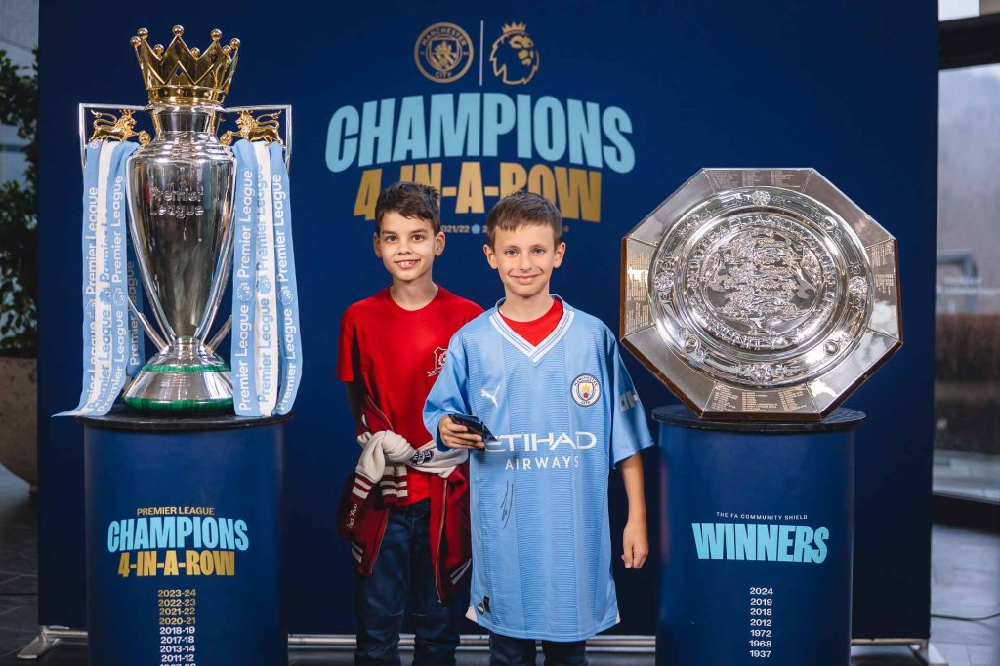 MANCHESTER
CITY
CHAMPIONS
4-IN-A-ROW
2021/22
Premier
League
Premier League
Premier League
Premier League
Premier League
PREMIER LEAGUE
CHAMPIONS
4-IN-A-ROW
2023-24
2022-23
2021-22
2020-21
2018-19
2017-18
2013-14
2011-12
ETIHAD
AIRWAYS
THE FA COMMUNITY SHIELD
WINNERS
2024
2019
2018
2012
1972
1968
1937